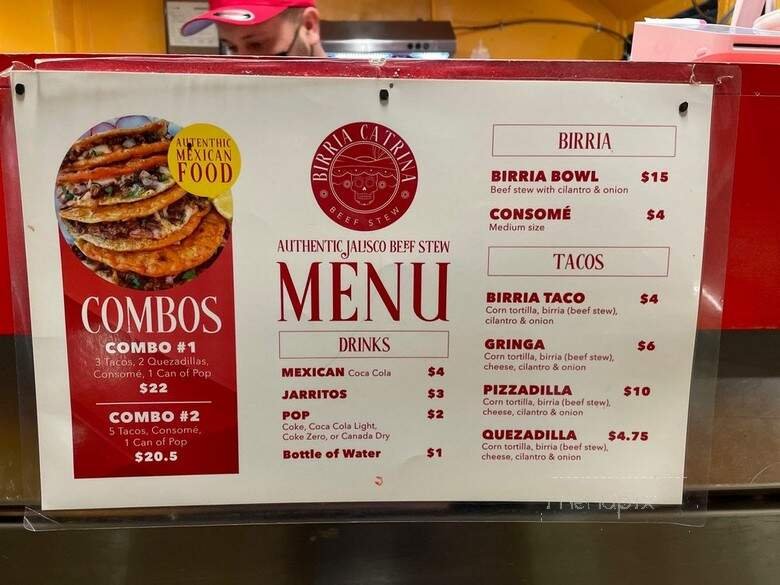 AUTENTHIC
MEXICAN
FOOD
COMBOS
COMBO #1
3 Tacos, 2 Quezadillas,
Consomé, 1 Can of Pop
$22
COMBO #2
5 Tacos, Consomé,
1 Can of Pop
$20.5
BIRRIA CATRINA
BEEF STEW
AUTHENTIC JALISCO BEEF STEW
MENU
DRINKS
MEXICAN Coca Cola $4
JARRITOS $3
POP $2
Coke, Coca Cola Light,
Coke Zero, or Canada Dry
Bottle of Water $1
BIRRIA
BIRRIA BOWL $15
Beef stew with cilantro & onion
CONSOMÉ $4
Medium size
TACOS
BIRRIA TACO $4
Corn tortilla, birria (beef stew),
cilantro & onion
GRINGA $6
Corn tortilla, birria (beef stew),
cheese, cilantro & onion
PIZZADILLA $10
Corn tortilla, birria (beef stew),
cheese, cilantro & onion
QUEZADILLA $4.75
Corn tortilla, birria (beef stew),
cheese, cilantro & onion
menupix